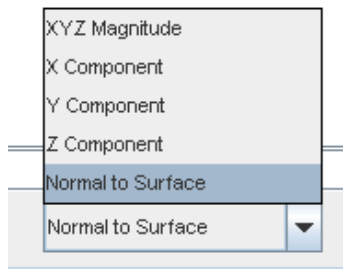 XYZ Magnitude
X Component
Y Component
Z Component
Normal to Surface
Normal to Surface